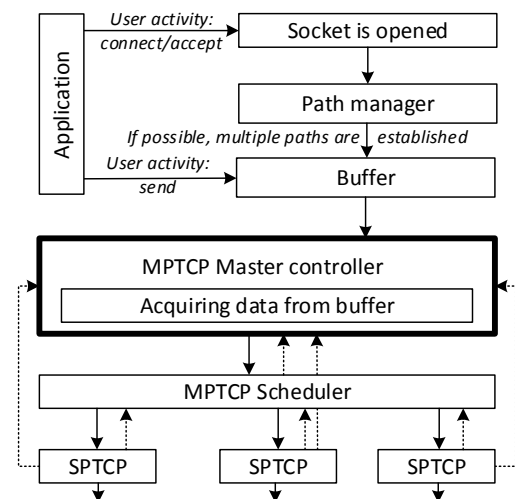 User activity:
connect/accept
Socket is opened
Application
Path manager
If possible, multiple paths are established
User activity:
send
Buffer
MPTCP Master controller
Acquiring data from buffer
MPTCP Scheduler
SPTCP
SPTCP
SPTCP